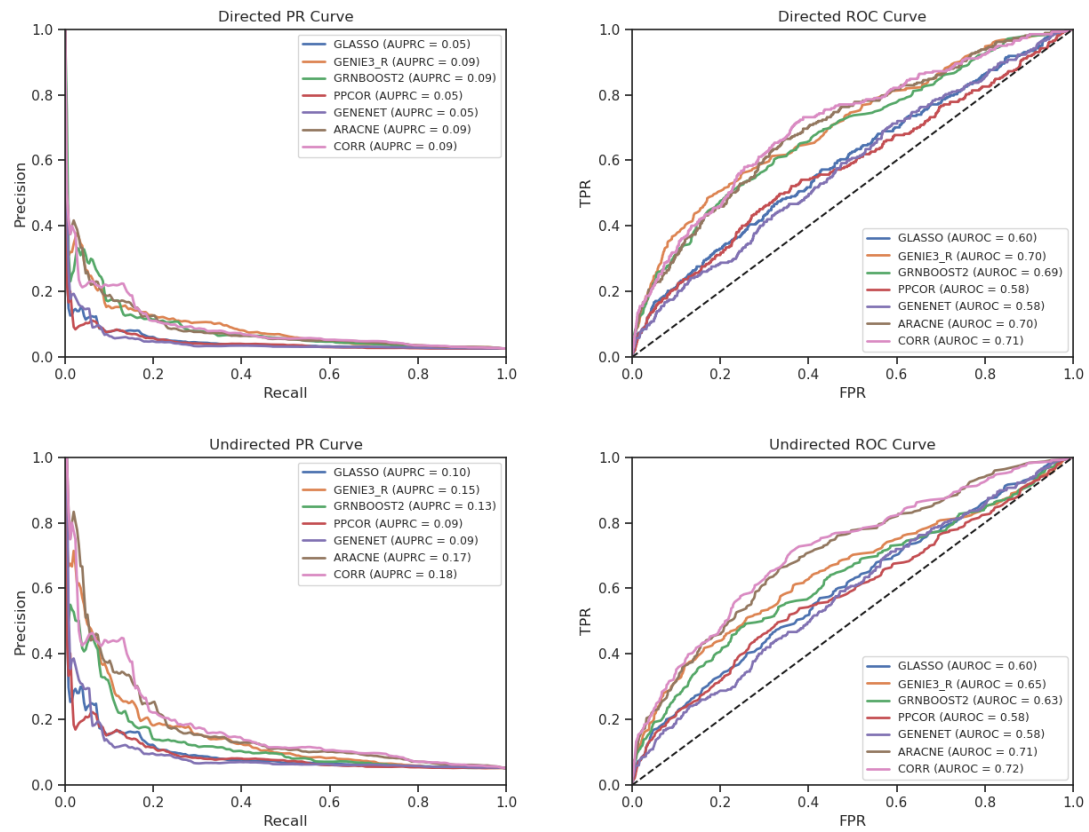 Directed PR Curve
Precision
1.0
0.8
0.6
0.4
0.2
0.0
GLASSO (AUPRC = 0.05)
GENIE3_R (AUPRC = 0.09)
GRNBOOST2 (AUPRC = 0.09)
PPCOR (AUPRC = 0.05)
GENENET (AUPRC = 0.05)
ARACNE (AUPRC = 0.09)
CORR (AUPRC = 0.09)
0.0 0.2 0.4 0.6 0.8 1.0
Recall
Directed ROC Curve
TPR
1.0
0.8
0.6
0.4
0.2
0.0
GLASSO (AUROC = 0.60)
GENIE3_R (AUROC = 0.70)
GRNBOOST2 (AUROC = 0.69)
PPCOR (AUROC = 0.58)
GENENET (AUROC = 0.58)
ARACNE (AUROC = 0.70)
CORR (AUROC = 0.71)
0.0 0.2 0.4 0.6 0.8 1.0
FPR
Undirected PR Curve
Precision
1.0
0.8
0.6
0.4
0.2
0.0
GLASSO (AUPRC = 0.10)
GENIE3_R (AUPRC = 0.15)
GRNBOOST2 (AUPRC = 0.13)
PPCOR (AUPRC = 0.09)
GENENET (AUPRC = 0.09)
ARACNE (AUPRC = 0.17)
CORR (AUPRC = 0.18)
0.0 0.2 0.4 0.6 0.8 1.0
Recall
Undirected ROC Curve
TPR
1.0
0.8
0.6
0.4
0.2
0.0
GLASSO (AUROC = 0.60)
GENIE3_R (AUROC = 0.65)
GRNBOOST2 (AUROC = 0.63)
PPCOR (AUROC = 0.58)
GENENET (AUROC = 0.58)
ARACNE (AUROC = 0.71)
CORR (AUROC = 0.72)
0.0 0.2 0.4 0.6 0.8 1.0
FPR